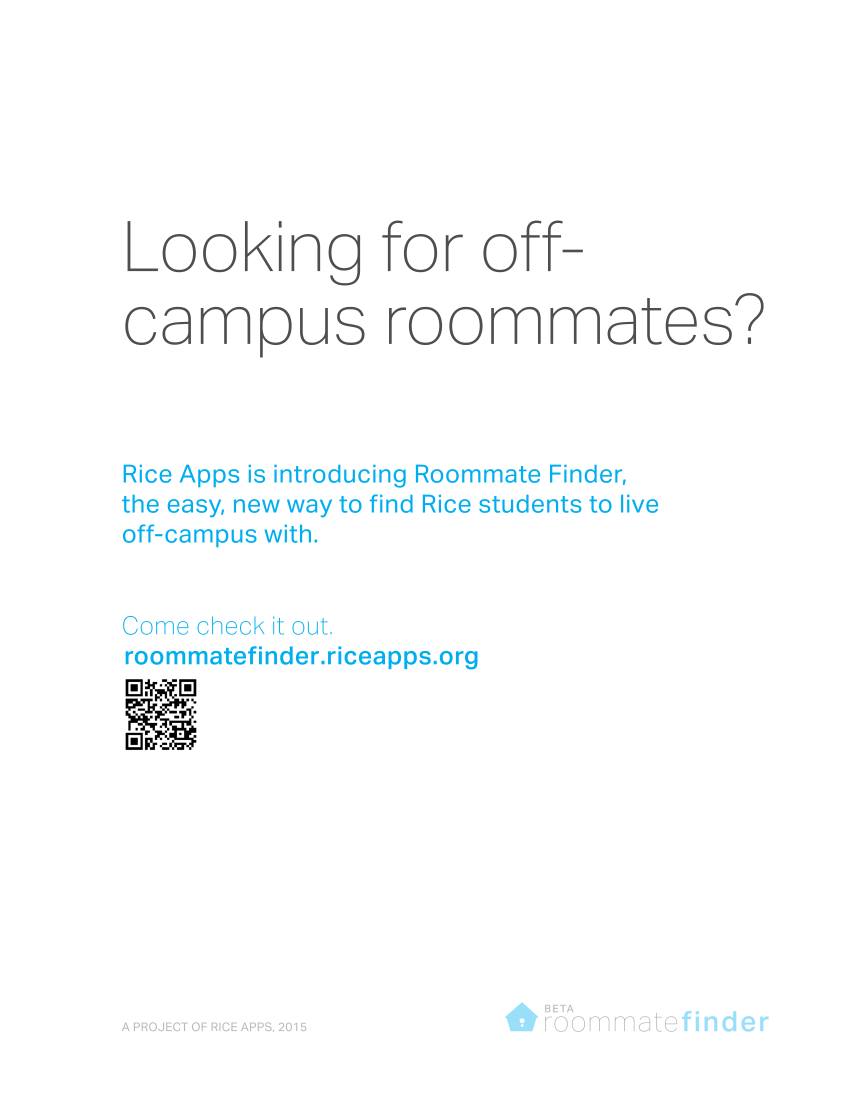 Looking for off-
campus roommates?
Rice Apps is introducing Roommate Finder,
the easy, new way to find Rice students to live
off-campus with.
Come check it out.
roommatefinder.riceapps.org
A PROJECT OF RICE APPS, 2015
BETA
roommatefinder